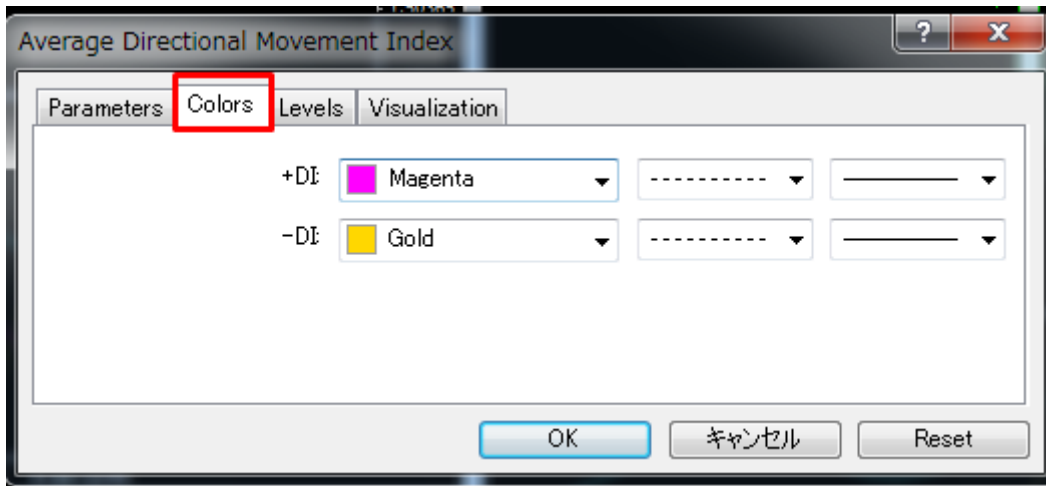 Average Directional Movement Index
?
Parameters Colors Levels Visualization
+DI: Magenta
-DI: Gold
OK キャンセル Reset